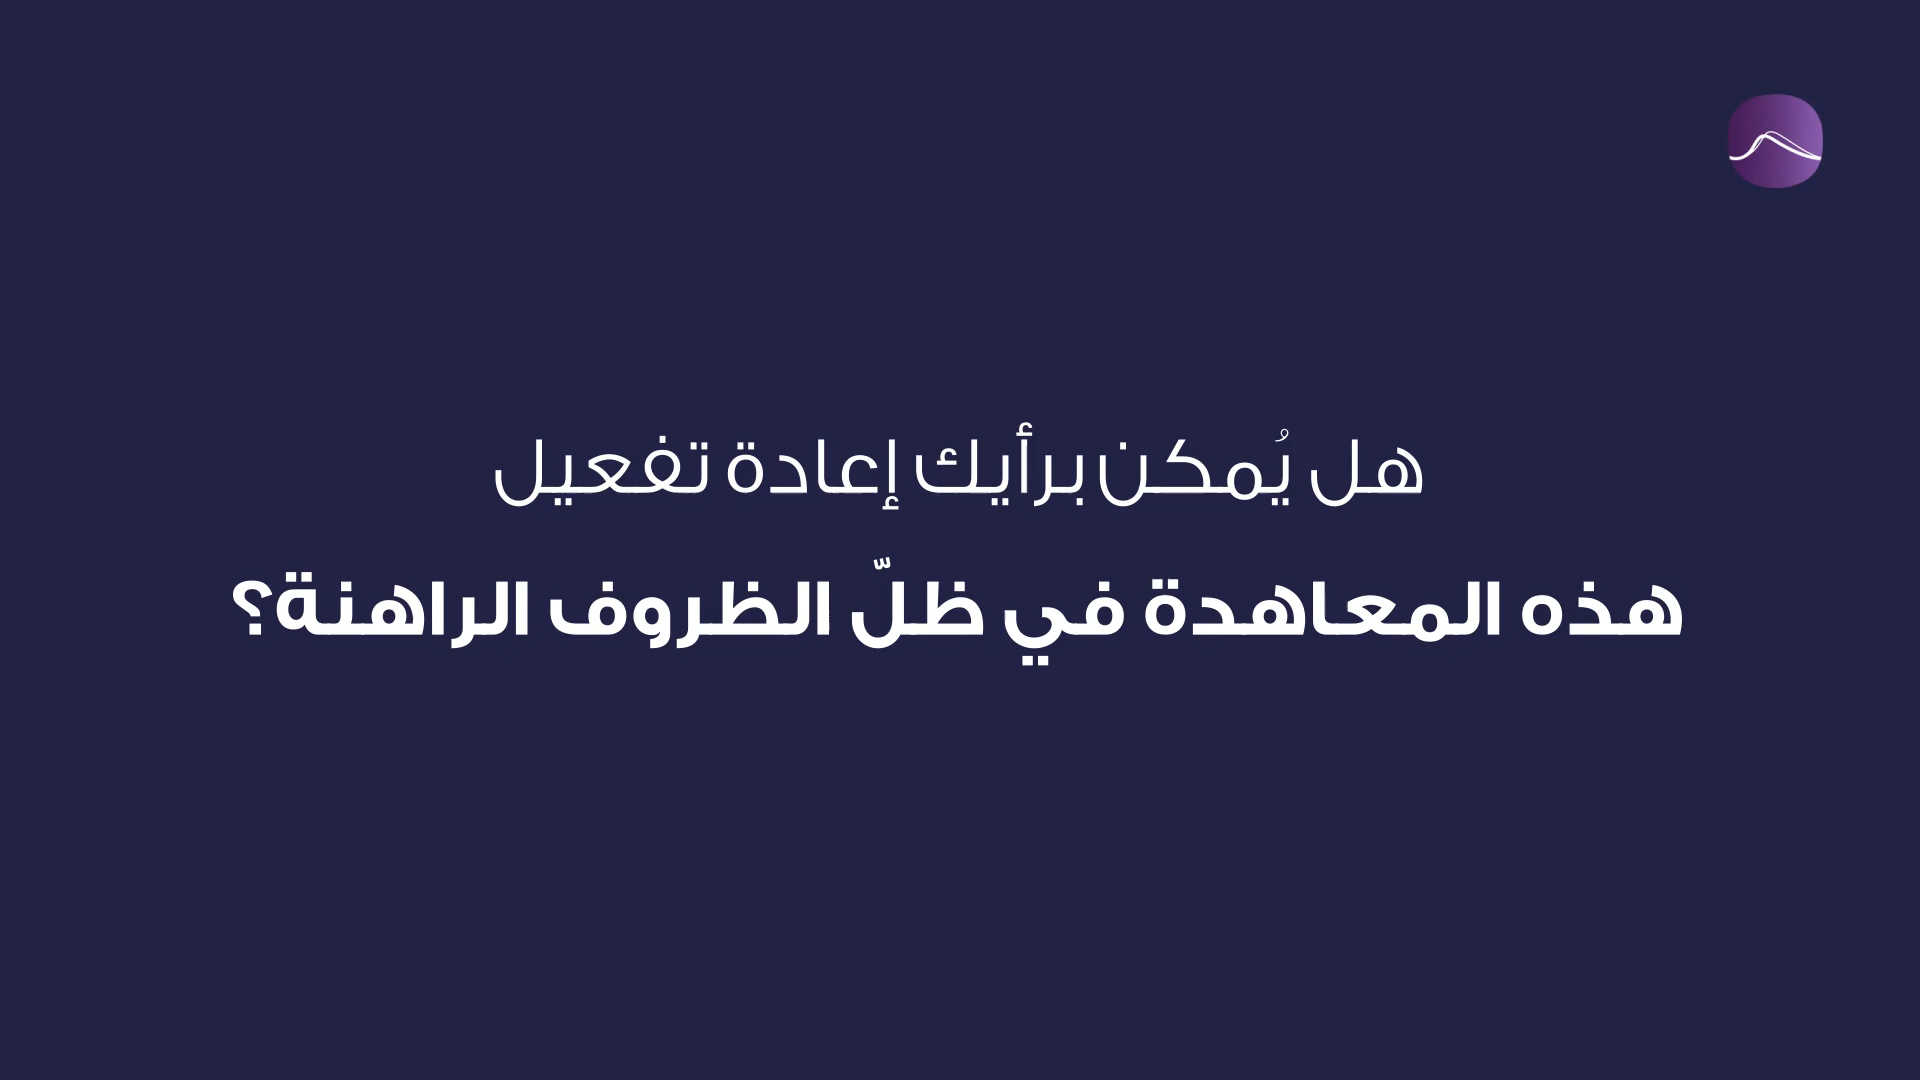 هل يُمكن برأيك إعادة تفعيل
هذه المعاهدة في ظلّ الظروف الراهنة؟